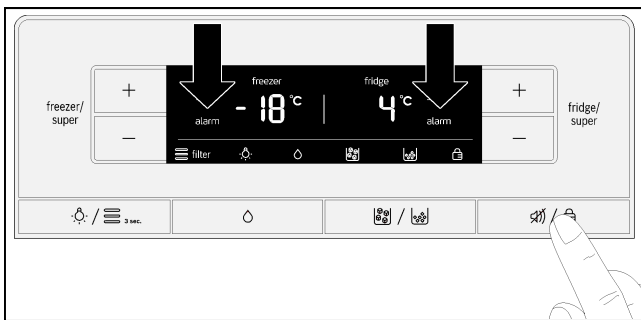 freezer fridge
- 18 °C 4 °C
alarm alarm
freezer/
super
+
−
fridge/
super
+
−
filter
/ 3 sec.
/
/